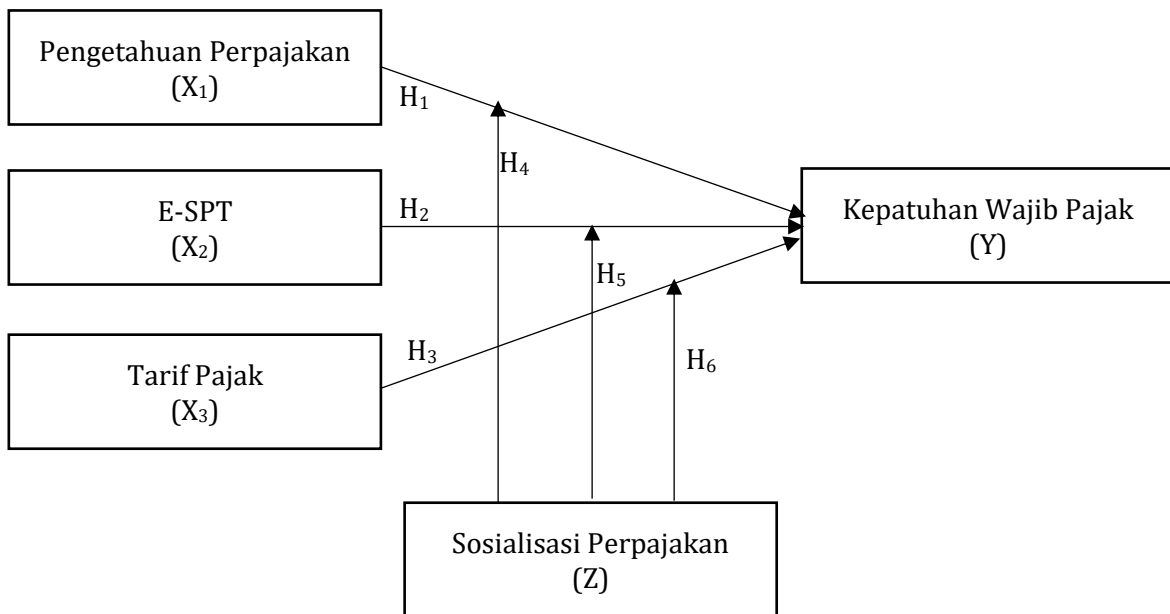 Pengetahuan Perpajakan
(X₁)
H₁
H₄
E-SPT
(X₂)
H₂
Kepatuhan Wajib Pajak
(Y)
H₅
Tarif Pajak
(X₃)
H₃
H₆
Sosialisasi Perpajakan
(Z)